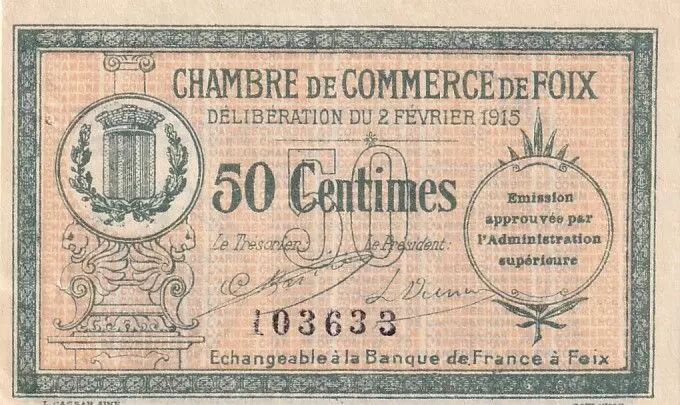 CHAMBRE DE COMMERCE DE FOIX
DÉLIBÉRATION DU 2 FÉVRIER 1915
50
50 Centimes
Emission
approuvée par
l'Administration
supérieure
Le Trésorier
Le Président:
103633
Echangeable à la Banque de France à Foix